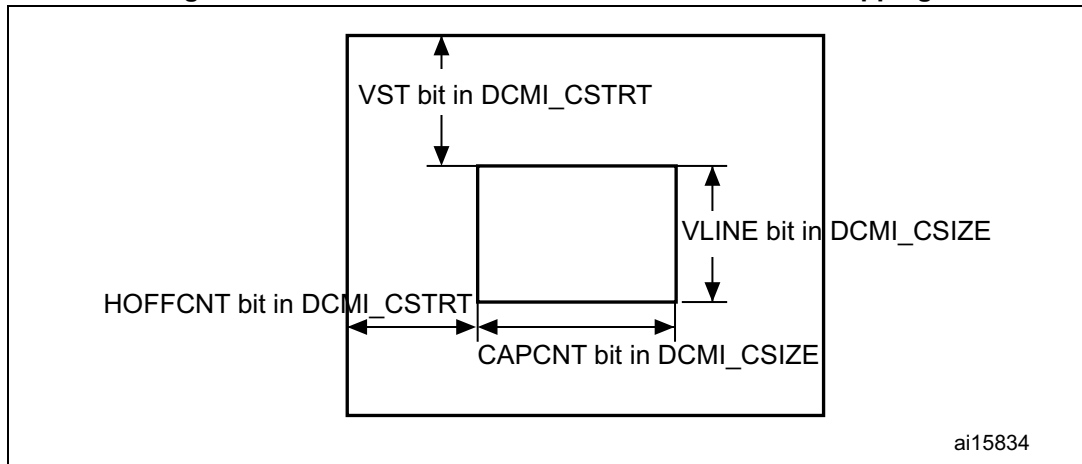 VST bit in DCMI_CSTRT
VLINE bit in DCMI_CSIZE
HOFFCNT bit in DCMI_CSTRT
CAPCNT bit in DCMI_CSIZE
ai15834